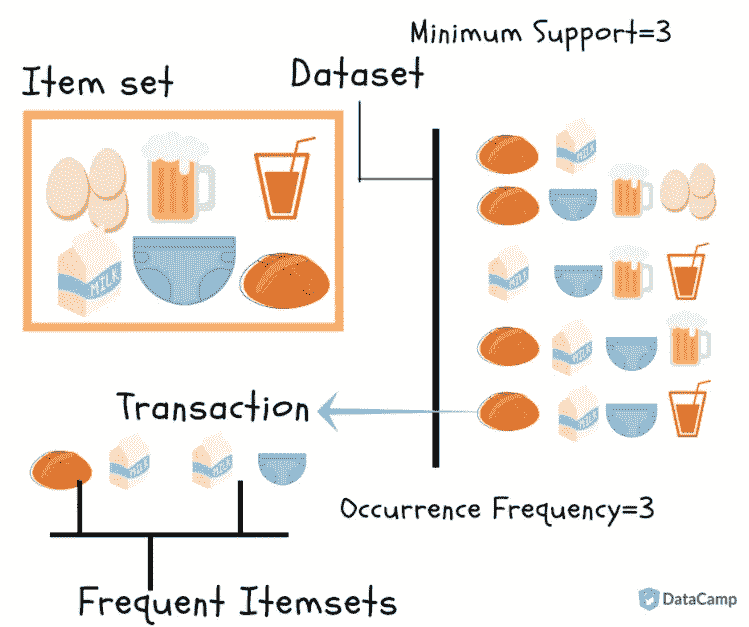 Minimum Support=3
Item set
Dataset
MILK
MILK
MILK
MILK
MILK
Transaction
MILK
MILK
Occurrence Frequency=3
Frequent Itemsets
DataCamp